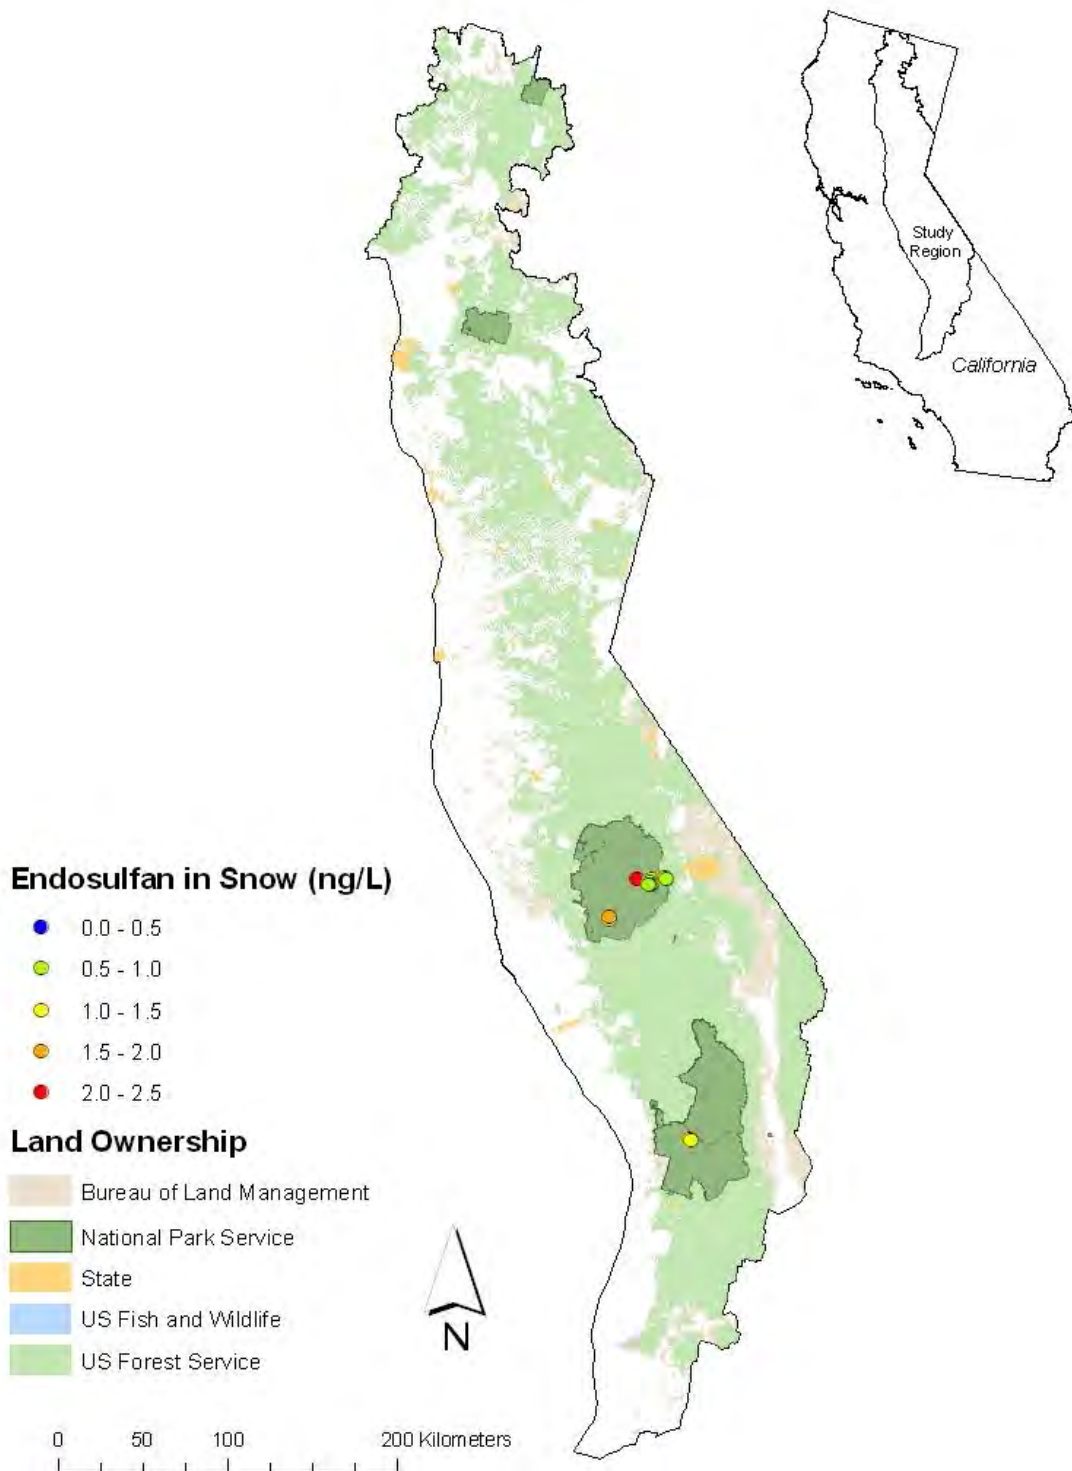 Study
Region
California
Endosulfan in Snow (ng/L)
0.0 - 0.5
0.5 - 1.0
1.0 - 1.5
1.5 - 2.0
2.0 - 2.5
Land Ownership
Bureau of Land Management
National Park Service
State
US Fish and Wildlife
US Forest Service
N
0 50 100 200 Kilometers